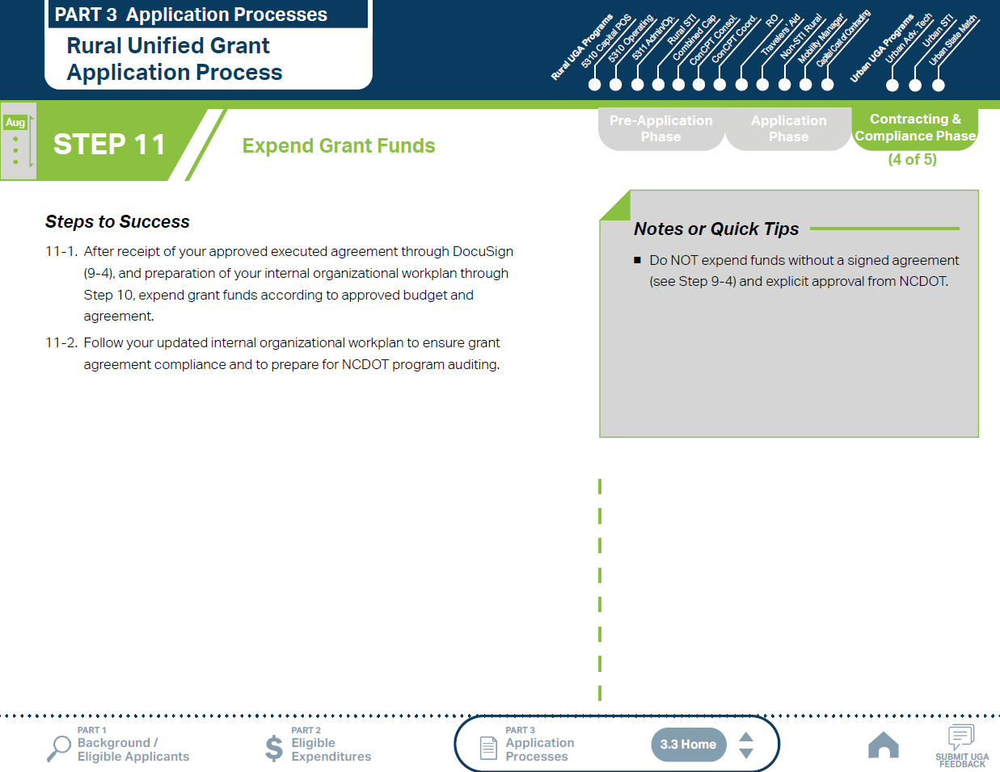 PART 3 Application Processes
Rural Unified Grant
Application Process
Rural UGA Programs
5310 Capital POS
5310 Operating
5311 Admin/Op.
Rural STI
Combined Cap
ConCPT Consol.
ConCPT Coord.
RO
Travelers' Aid
Non-STI Rural
Mobility Manager
Capital Cost of Contracting
Urban UGA Programs
Urban Adv. Tech
Urban STI
Urban State Match
Aug
STEP 11
Expend Grant Funds
Pre-Application
Phase
Application
Phase
Contracting &
Compliance Phase
(4 of 5)
Steps to Success
11-1. After receipt of your approved executed agreement through DocuSign
(9-4), and preparation of your internal organizational workplan through
Step 10, expend grant funds according to approved budget and
agreement.
11-2. Follow your updated internal organizational workplan to ensure grant
agreement compliance and to prepare for NCDOT program auditing.
Notes or Quick Tips
■ Do NOT expend funds without a signed agreement
(see Step 9-4) and explicit approval from NCDOT.
PART 1
Background /
Eligible Applicants
PART 2
Eligible
Expenditures
PART 3
Application
Processes
3.3 Home
SUBMIT UGA
FEEDBACK